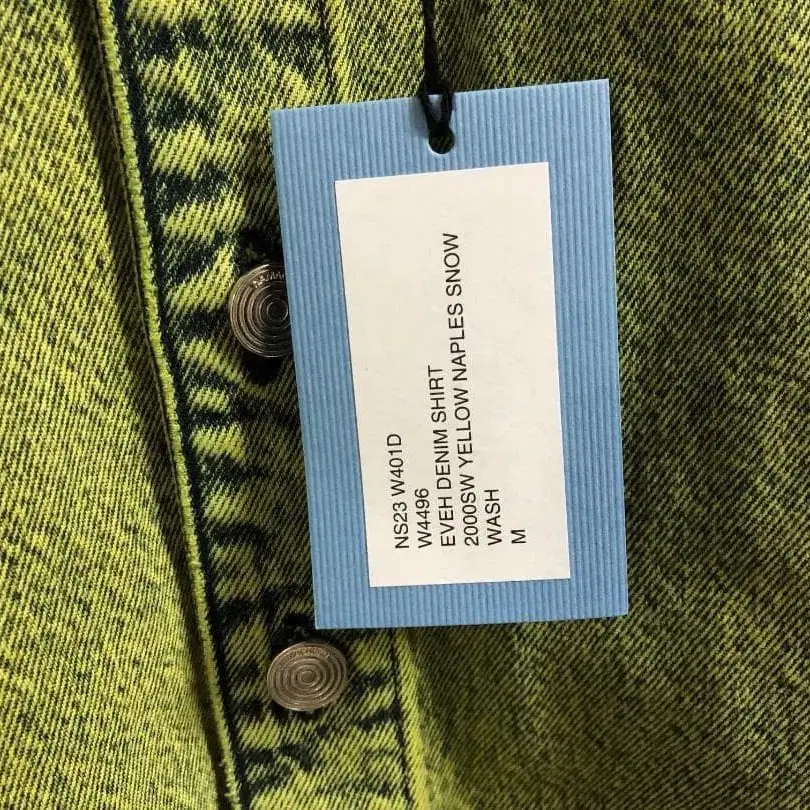 NS23 W401D
W4496
EVEH DENIM SHIRT
2000SW YELLOW NAPLES SNOW
WASH
M